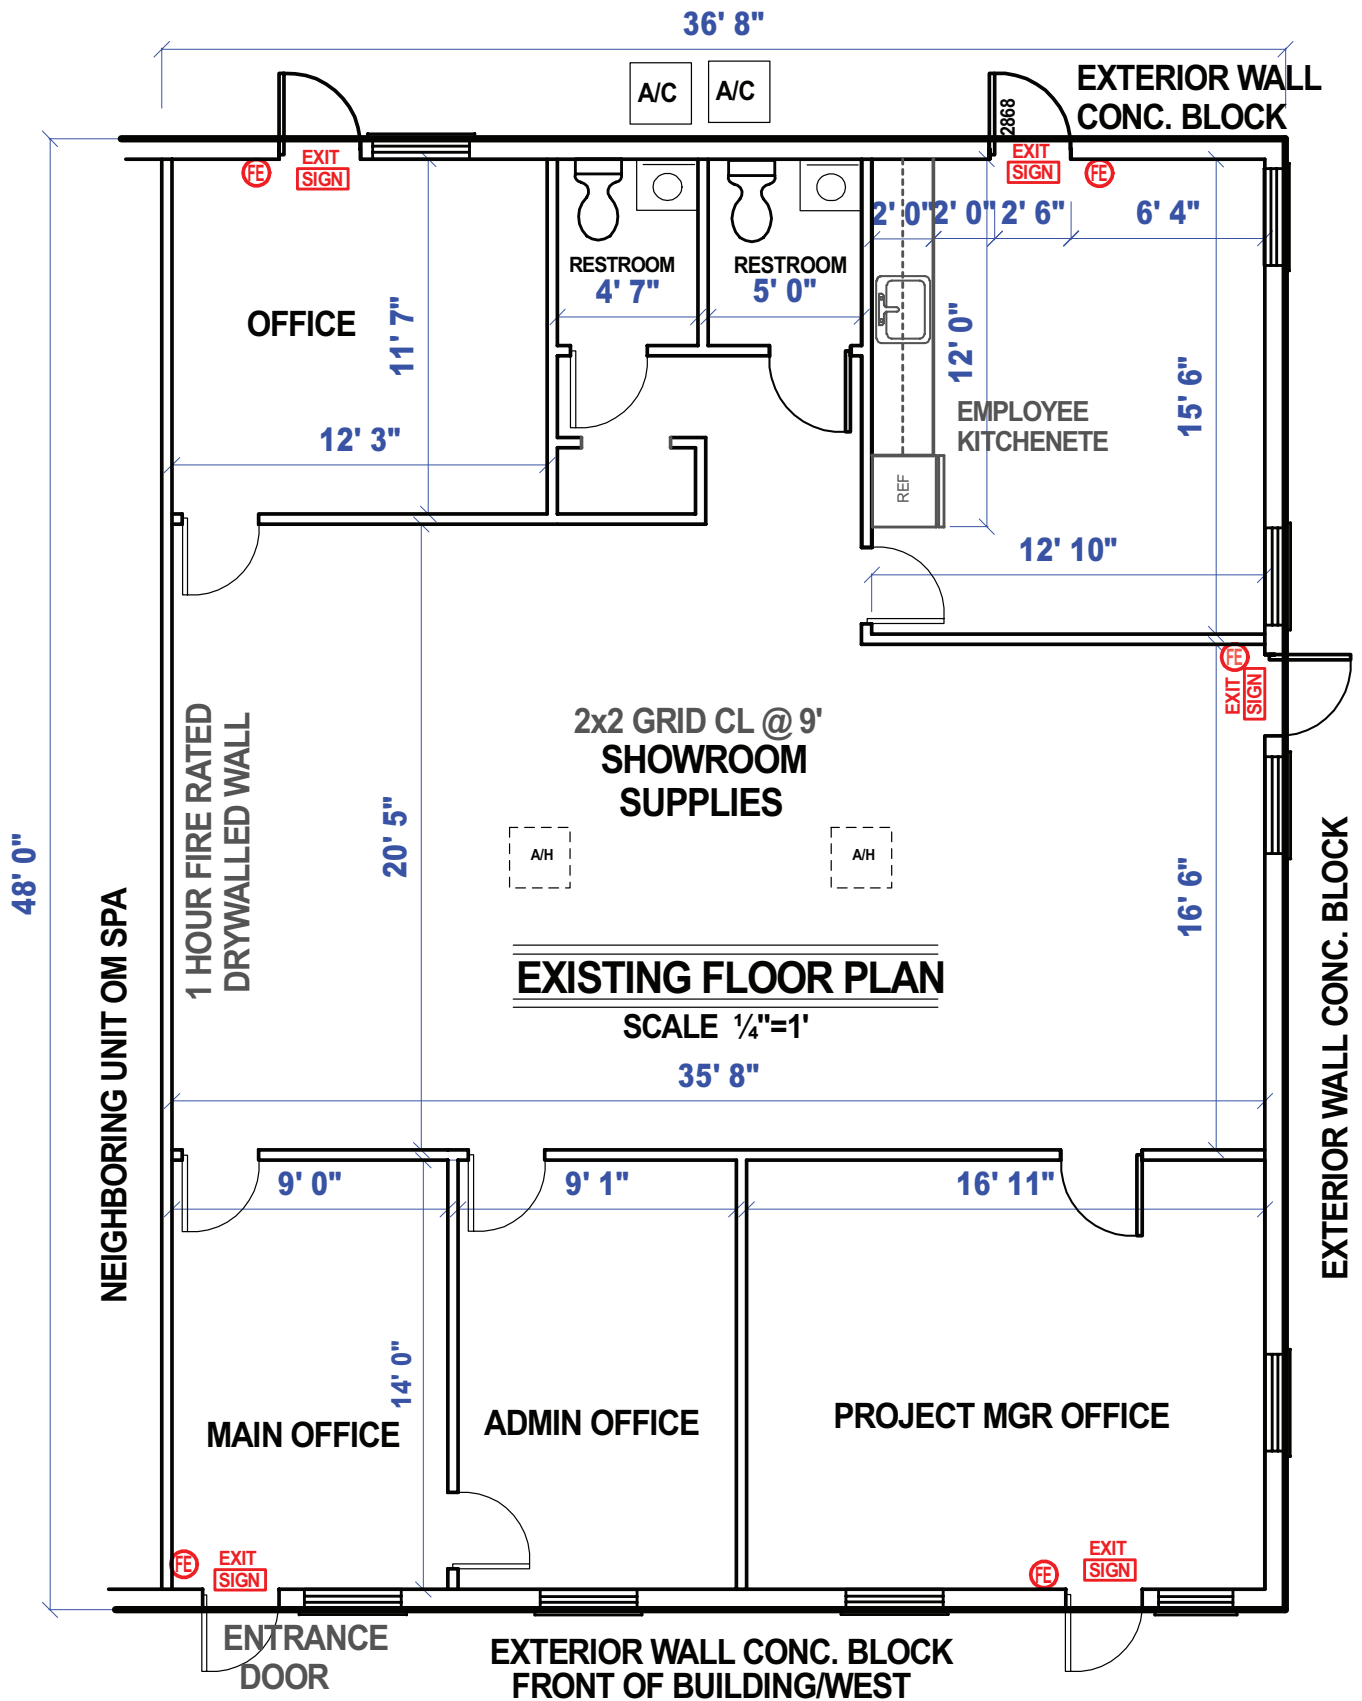 36' 8"
A/C
A/C
EXTERIOR WALL
CONC. BLOCK
2868
FE
EXIT
SIGN
EXIT
SIGN
FE
2' 0"
2' 0"
2' 6"
6' 4"
RESTROOM
4' 7"
RESTROOM
5' 0"
OFFICE
11' 7"
12' 3"
12' 0"
15' 6"
EMPLOYEE
KITCHENETE
REF
12' 10"
FE
EXIT
SIGN
1 HOUR FIRE RATED
DRYWALLED WALL
2x2 GRID CL @ 9'
SHOWROOM
SUPPLIES
20' 5"
A/H
A/H
48' 0"
16' 6"
NEIGHBORING UNIT OM SPA
EXTERIOR WALL CONC. BLOCK
EXISTING FLOOR PLAN
SCALE ¼"=1'
35' 8"
9' 0"
9' 1"
16' 11"
14' 0"
MAIN OFFICE
ADMIN OFFICE
PROJECT MGR OFFICE
FE
EXIT
SIGN
FE
EXIT
SIGN
ENTRANCE
DOOR
EXTERIOR WALL CONC. BLOCK
FRONT OF BUILDING/WEST